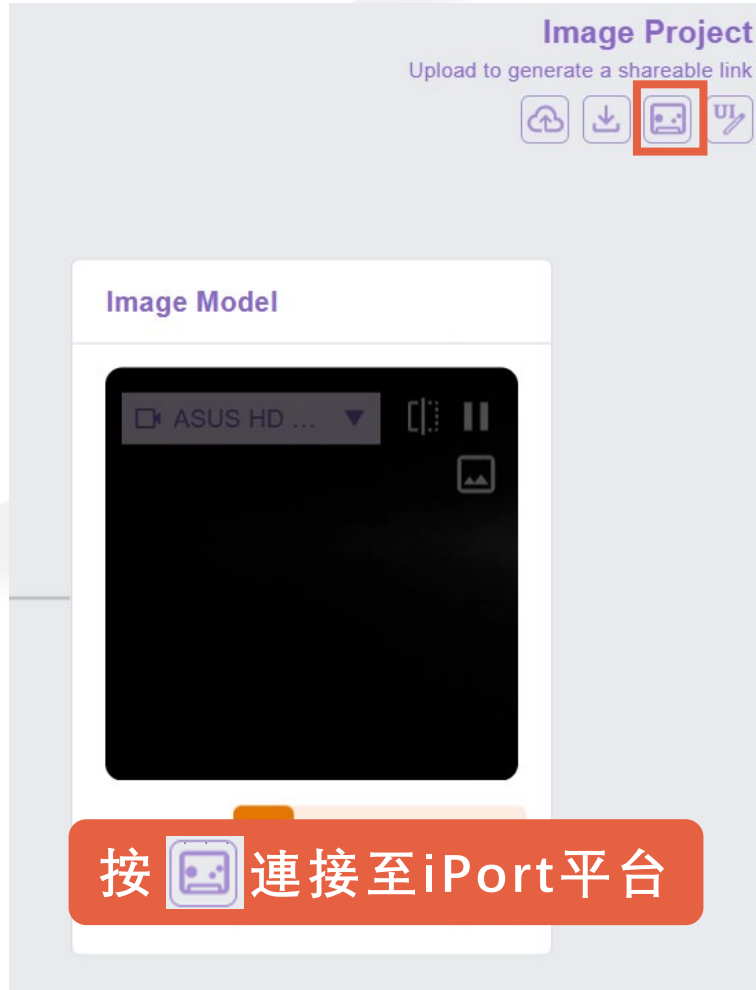 Image Project
Upload to generate a shareable link
UI
Image Model
ASUS HD ...
按 連接至iPort平台